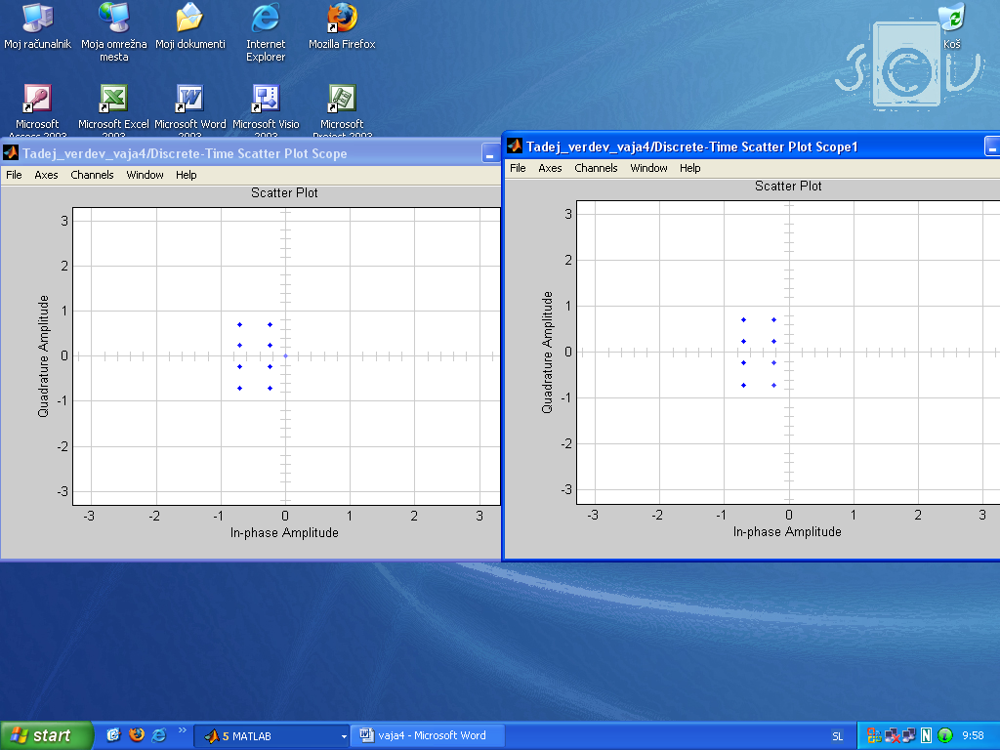 Moj računalnik
Moja omrežna mesta
Moji dokumenti
Internet Explorer
Mozilla Firefox
Koš
SCV
Microsoft Access 2003
Microsoft Excel 2003
Microsoft Word 2003
Microsoft Visio 2003
Microsoft Project 2003
Tadej_verdev_vaja4/Discrete-Time Scatter Plot Scope
File Axes Channels Window Help
Scatter Plot
3
2
1
0
-1
-2
-3
Quadrature Amplitude
-3 -2 -1 0 1 2 3
In-phase Amplitude
Tadej_verdev_vaja4/Discrete-Time Scatter Plot Scope1
File Axes Channels Window Help
Scatter Plot
3
2
1
0
-1
-2
-3
Quadrature Amplitude
-3 -2 -1 0 1 2 3
In-phase Amplitude
start
»
5 MATLAB
vaja4 - Microsoft Word
SL
N
9:58